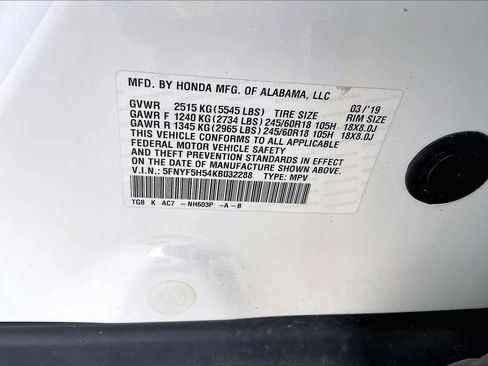 MFD. BY HONDA MFG. OF ALABAMA, LLC 03/'19
GVWR 2515 KG(5545 LBS) TIRE SIZE RIM SIZE
GAWR F 1240 KG(2734 LBS) 245/60R18 105H 18X8.0J
GAWR R 1345 KG(2965 LBS) 245/60R18 105H 18X8.0J
THIS VEHICLE CONFORMS TO ALL APPLICABLE
FEDERAL MOTOR VEHICLE SAFETY STANDARDS IN EFFECT
ON THE DATE OF MANUFACTURE SHOWN ABOVE.
V.I.N.: 5FNYF5H54KB032288 TYPE: MPV
TG8 K AC7 -NH603P -A-B